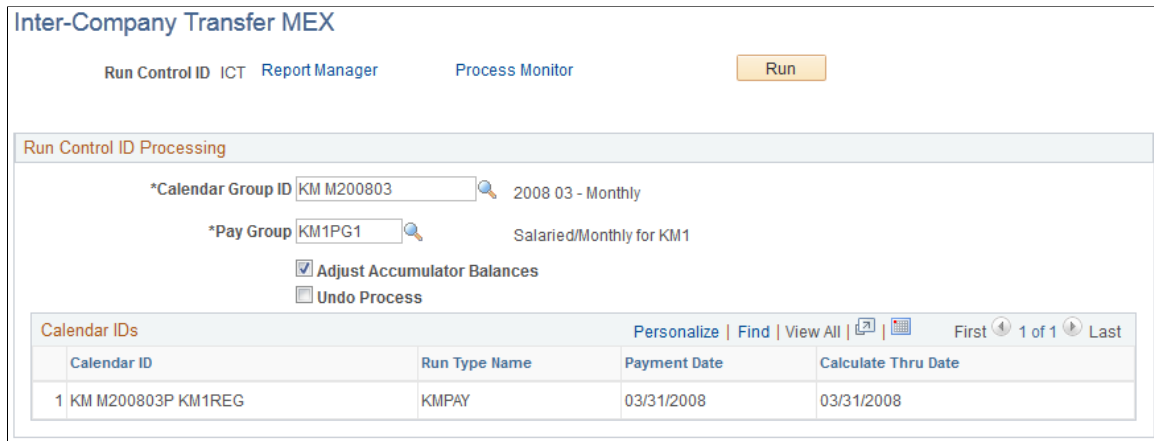 Inter-Company Transfer MEX
Run Control ID ICT Report Manager Process Monitor Run
Run Control ID Processing
*Calendar Group ID KM M200803 2008 03 - Monthly
*Pay Group KM1PG1 Salaried/Monthly for KM1
Adjust Accumulator Balances
Undo Process
Calendar IDs Personalize | Find | View All | | First 1 of 1 Last
Calendar ID Run Type Name Payment Date Calculate Thru Date
1 KM M200803P KM1REG KMPAY 03/31/2008 03/31/2008